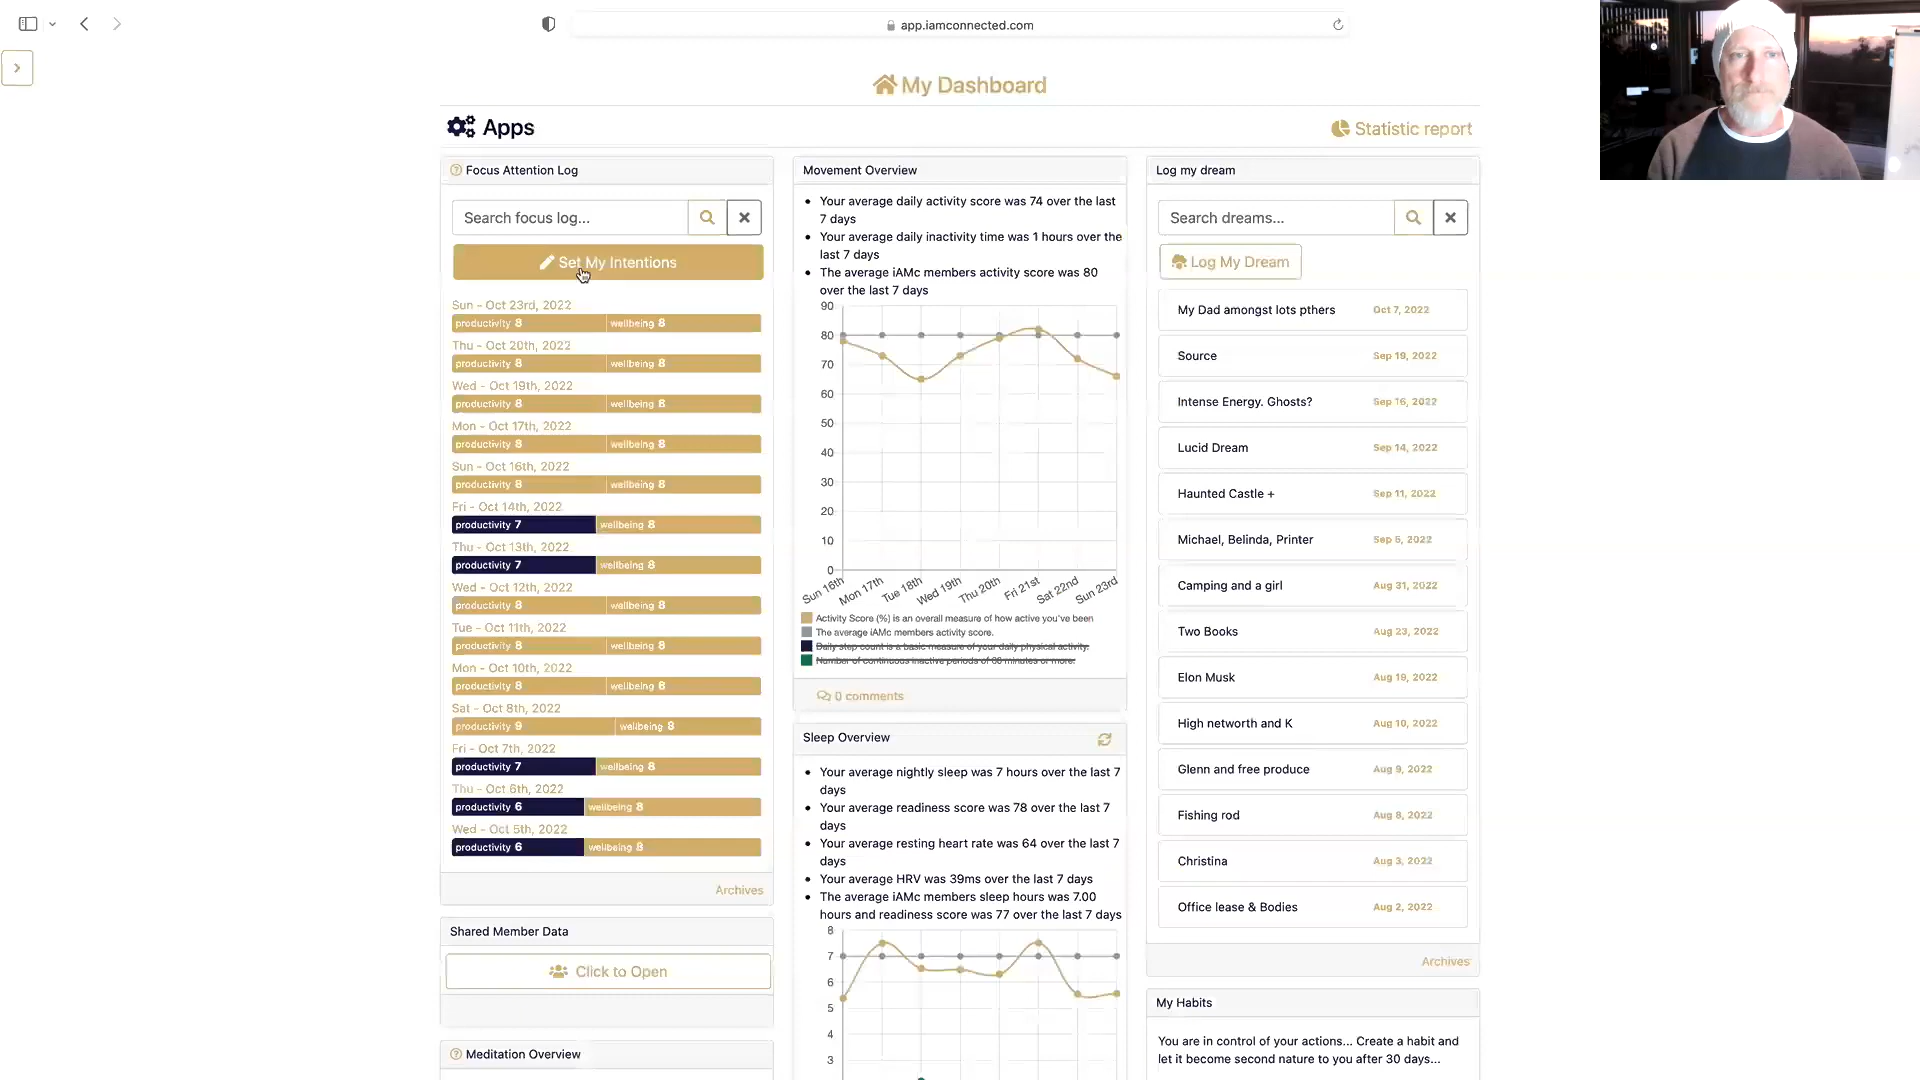 app.iamconnected.com
My Dashboard
Apps
Statistic report
Focus Attention Log
Search focus log...
Set My Intentions
Sun - Oct 23rd, 2022
productivity 8 wellbeing 8
Thu - Oct 20th, 2022
productivity 8 wellbeing 8
Wed - Oct 19th, 2022
productivity 8 wellbeing 8
Mon - Oct 17th, 2022
productivity 8 wellbeing 8
Sun - Oct 16th, 2022
productivity 8 wellbeing 8
Fri - Oct 14th, 2022
productivity 7 wellbeing 8
Thu - Oct 13th, 2022
productivity 7 wellbeing 8
Wed - Oct 12th, 2022
productivity 8 wellbeing 8
Tue - Oct 11th, 2022
productivity 8 wellbeing 8
Mon - Oct 10th, 2022
productivity 8 wellbeing 8
Sat - Oct 8th, 2022
productivity 9 wellbeing 8
Fri - Oct 7th, 2022
productivity 7 wellbeing 8
Thu - Oct 6th, 2022
productivity 6 wellbeing 8
Wed - Oct 5th, 2022
productivity 6 wellbeing 8
Archives
Shared Member Data
Click to Open
Meditation Overview
Movement Overview
Your average daily activity score was 74 over the last
7 days
Your average daily inactivity time was 1 hours over the
last 7 days
The average iAMc members activity score was 80
over the last 7 days
90
80
70
60
50
40
30
20
10
0
Sun 16th Mon 17th Tue 18th Wed 19th Thu 20th Fri 21st Sat 22nd Sun 23rd
Activity Score (%) is an overall measure of how active you've been
The average iAMc members activity score.
Daily step count is a basic measure of your daily physical activity.
Number of continuous inactive periods of 60 minutes or more.
0 comments
Sleep Overview
Your average nightly sleep was 7 hours over the last 7
days
Your average readiness score was 78 over the last 7
days
Your average resting heart rate was 64 over the last 7
days
Your average HRV was 39ms over the last 7 days
The average iAMc members sleep hours was 7.00
hours and readiness score was 77 over the last 7 days
8
7
6
5
4
3
Log my dream
Search dreams...
Log My Dream
My Dad amongst lots pthers Oct 7, 2022
Source Sep 19, 2022
Intense Energy. Ghosts? Sep 16, 2022
Lucid Dream Sep 14, 2022
Haunted Castle + Sep 11, 2022
Michael, Belinda, Printer Sep 5, 2022
Camping and a girl Aug 31, 2022
Two Books Aug 23, 2022
Elon Musk Aug 19, 2022
High networth and K Aug 10, 2022
Glenn and free produce Aug 9, 2022
Fishing rod Aug 8, 2022
Christina Aug 3, 2022
Office lease & Bodies Aug 2, 2022
Archives
My Habits
You are in control of your actions... Create a habit and
let it become second nature to you after 30 days...